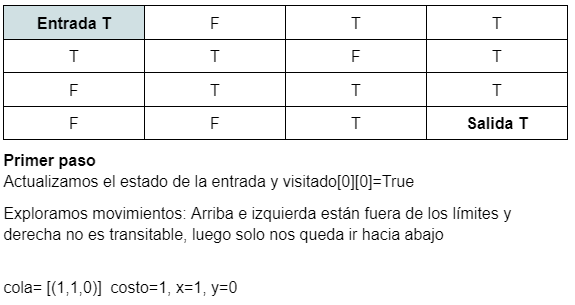 Entrada T F T T
T T F T
F T T T
F F T Salida T
Primer paso
Actualizamos el estado de la entrada y visitado[0][0]=True
Exploramos movimientos: Arriba e izquierda están fuera de los límites y
derecha no es transitable, luego solo nos queda ir hacia abajo
cola= [(1,1,0)] costo=1, x=1, y=0